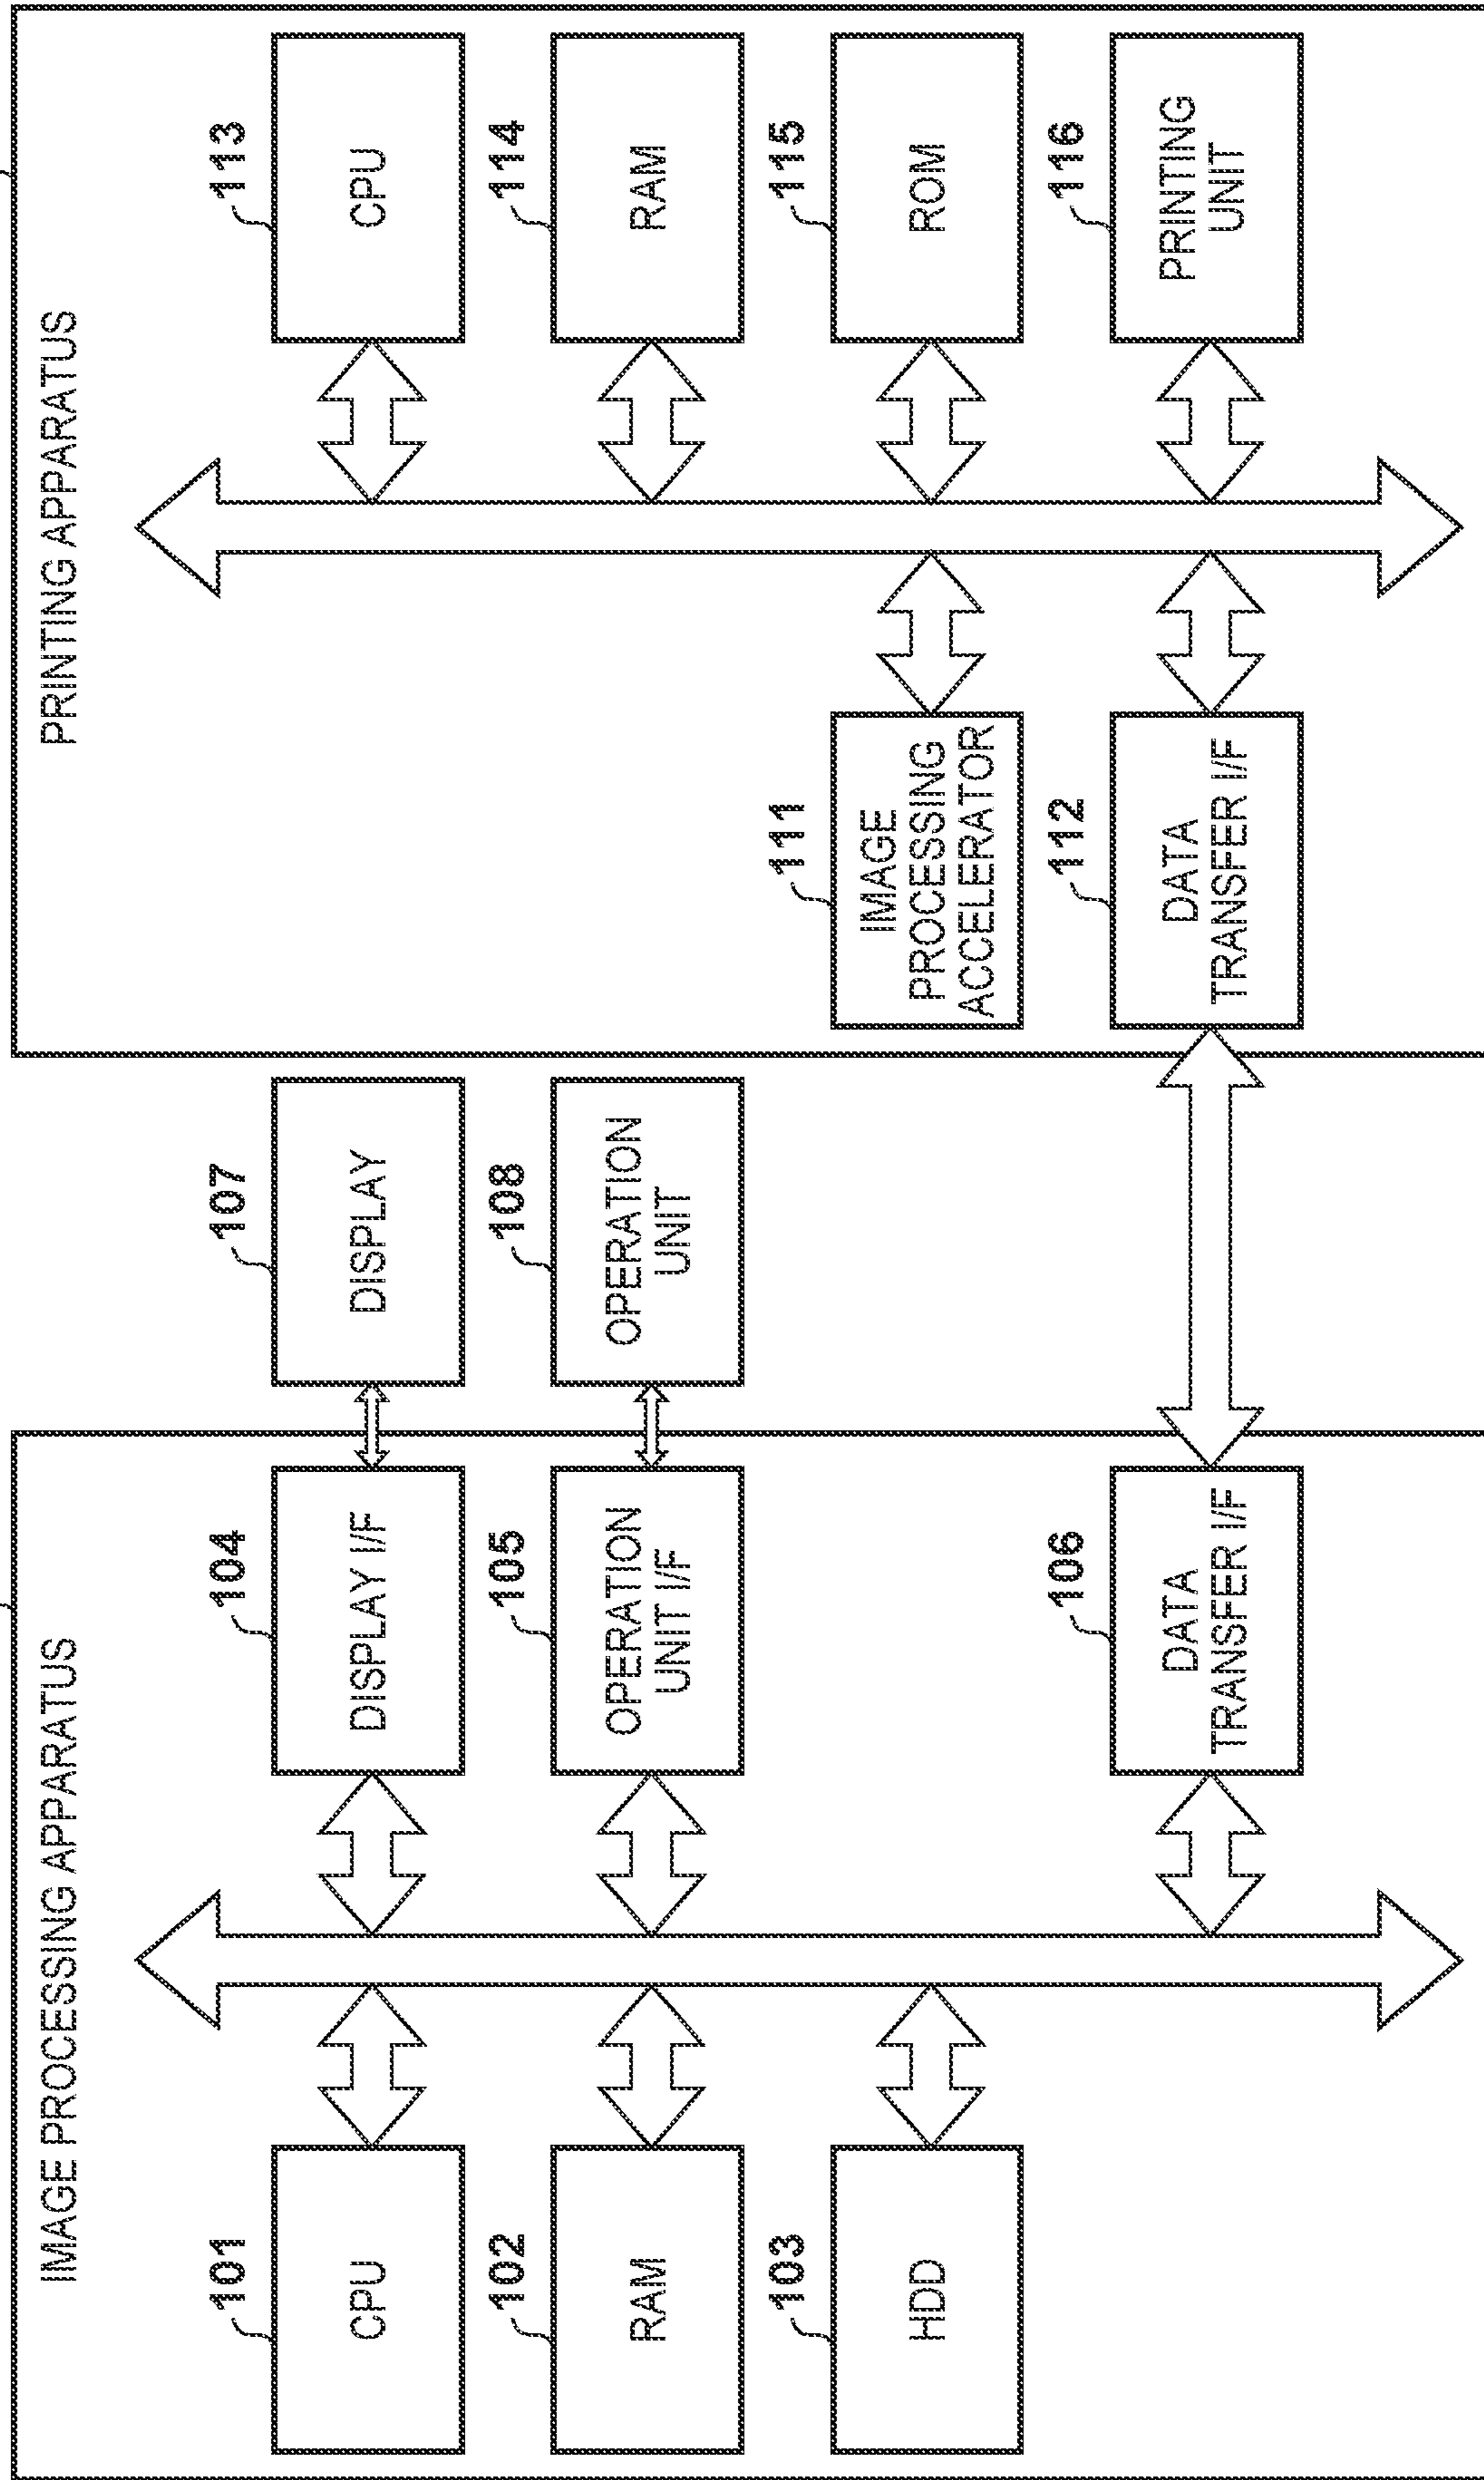 IMAGE PROCESSING APPARATUS
101
CPU
102
RAM
103
HDD
104
DISPLAY I/F
105
OPERATION
UNIT I/F
106
DATA
TRANSFER I/F
107
DISPLAY
108
OPERATION
UNIT
PRINTING APPARATUS
111
IMAGE
PROCESSING
ACCELERATOR
112
DATA
TRANSFER I/F
113
CPU
114
RAM
115
ROM
116
PRINTING
UNIT